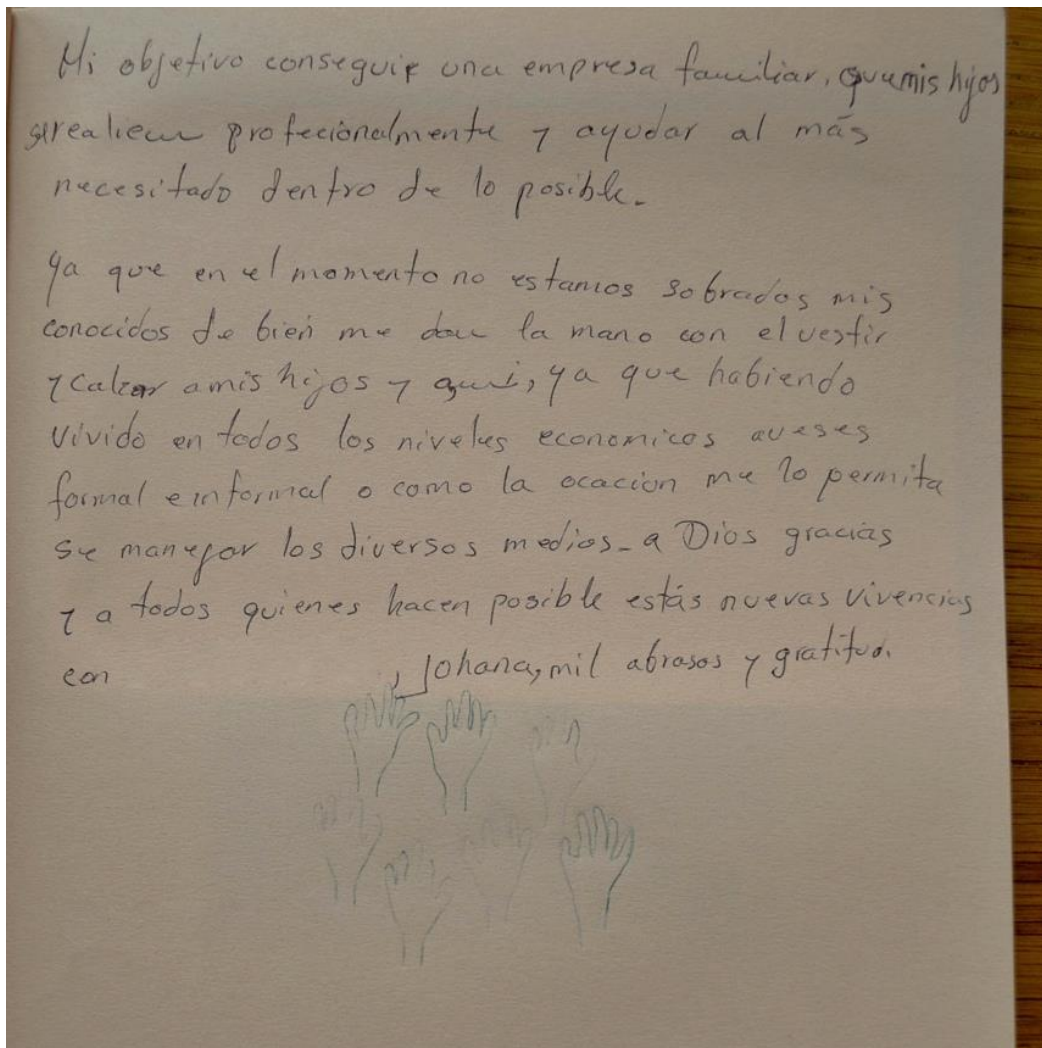 Mi objetivo conseguir una empresa familiar, que mis hijos
se realicen profecionalmente y ayudar al más
necesitado dentro de lo posible.
ya que en el momento no estamos sobrados mis
conocidos de bien me dan la mano con el vestir
y calzar a mis hijos y a mi, ya que habiendo
vivido en todos los niveles economicos aveses
formal e informal o como la ocacion me lo permita
se manejar los diversos medios. a Dios gracias
y a todos quienes hacen posible estás nuevas vivencias
con , Johana, mil abrasos y gratitud.